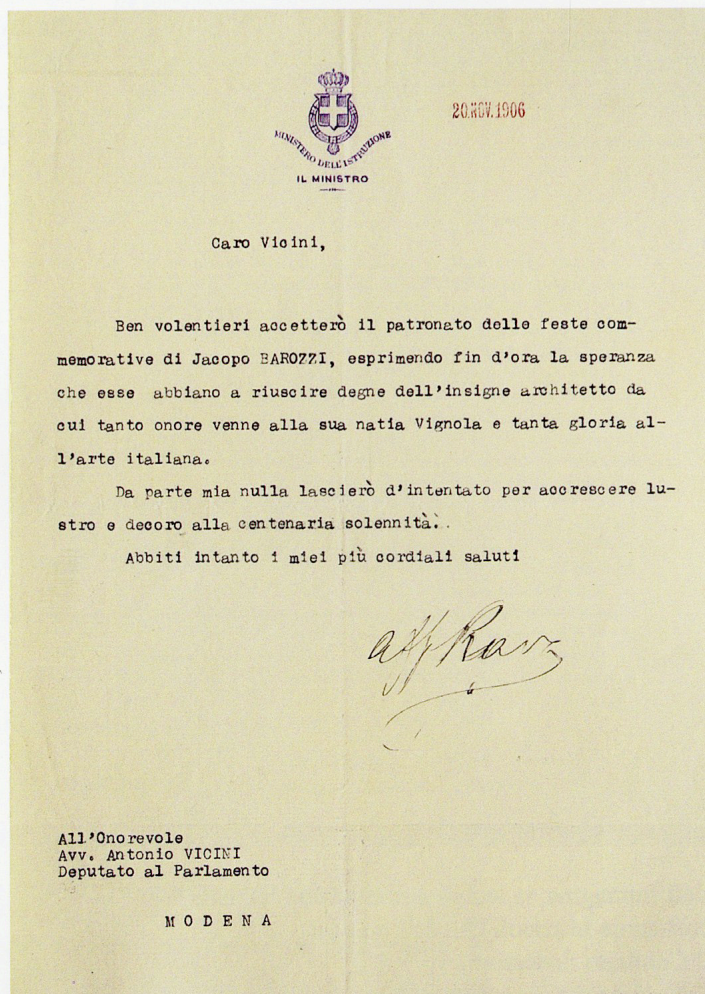 20.NOV.1906
MINISTERO DELL'ISTRUZIONE
IL MINISTRO
Caro Vicini,
Ben volentieri accetterò il patronato delle feste com-
memorative di Jacopo BAROZZI, esprimendo fin d'ora la speranza
che esse abbiano a riuscire degne dell'insigne architetto da
cui tanto onore venne alla sua natia Vignola e tanta gloria al-
l'arte italiana.
Da parte mia nulla lascierò d'intentato per accrescere lu-
stro e decoro alla centenaria solennità.
Abbiti intanto i miei più cordiali saluti
Rava
All'Onorevole
Avv. Antonio VICINI
Deputato al Parlamento
MODENA